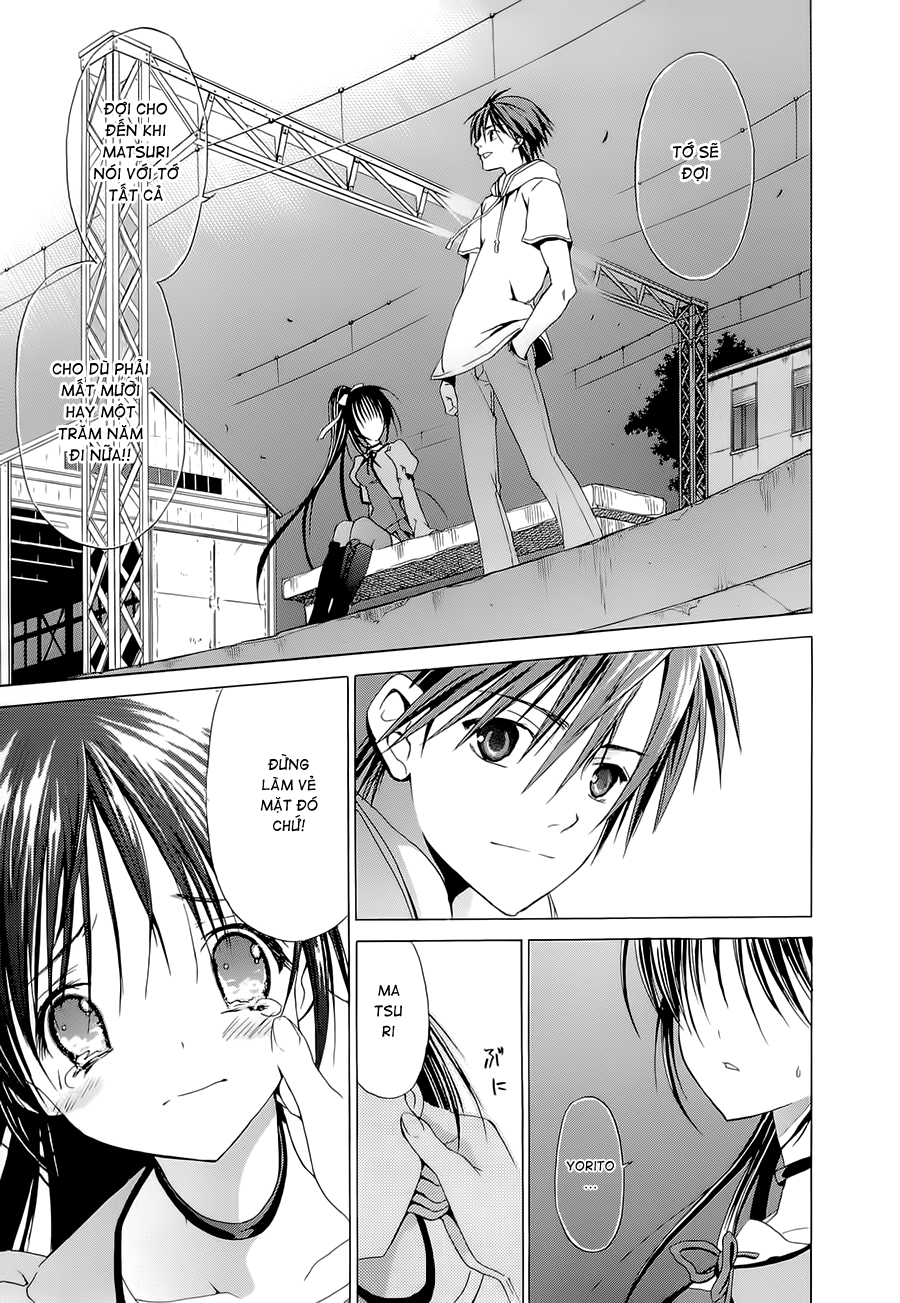 TỚ SẼ
ĐỢI
ĐỢI CHO
ĐẾN KHI
MATSURI
NÓI VỚI TỚ
TẤT CẢ
CHO DÙ PHẢI
MẤT MƯỜI
HAY MỘT
TRĂM NĂM
ĐI NỮA!!
YORITO
...
MA
TSU
RI
ぷに
ĐỪNG
LÀM VẺ
MẶT ĐÓ
CHỨ!